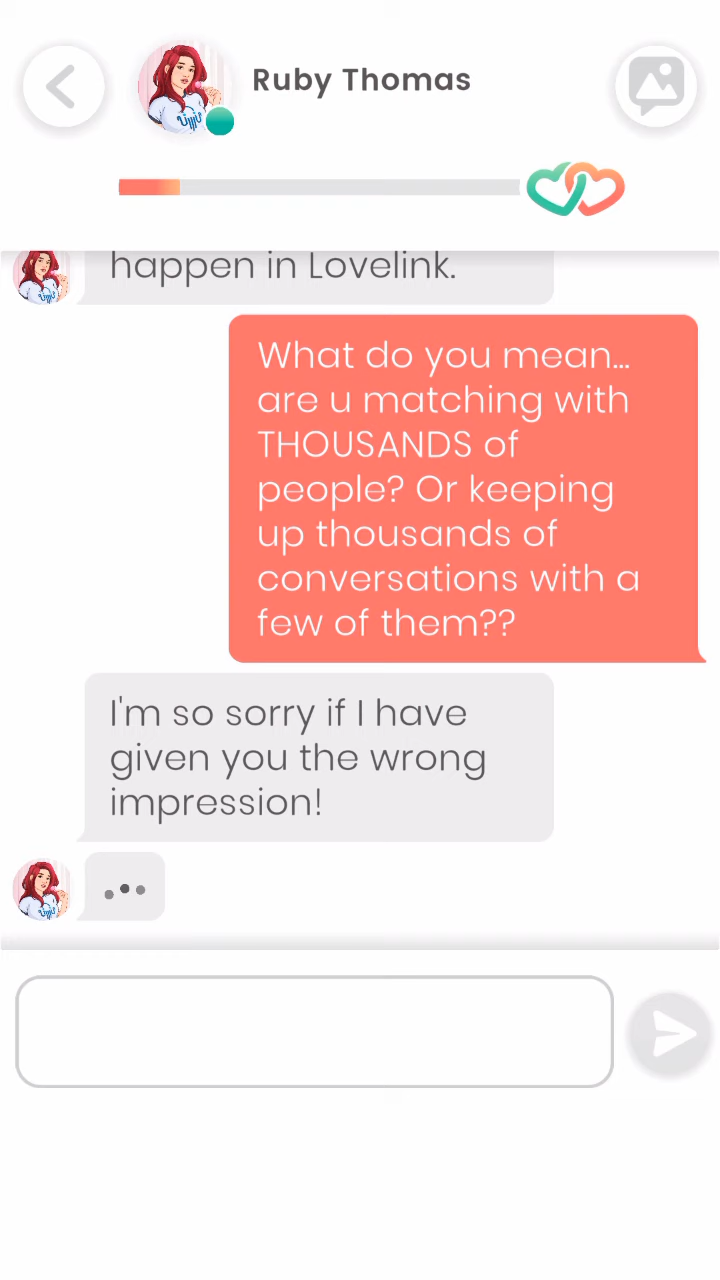 Ruby Thomas
happen in Lovelink.
What do you mean...
are u matching with
THOUSANDS of
people? Or keeping
up thousands of
conversations with a
few of them??
I'm so sorry if I have
given you the wrong
impression!